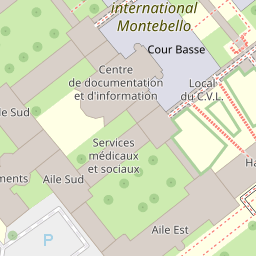 international
Montebello
Cour Basse
Centre
de documentation
et d'information
Local
du C.V.L.
Sud
Services
médicaux
et sociaux
Aile Sud
Aile Est
P